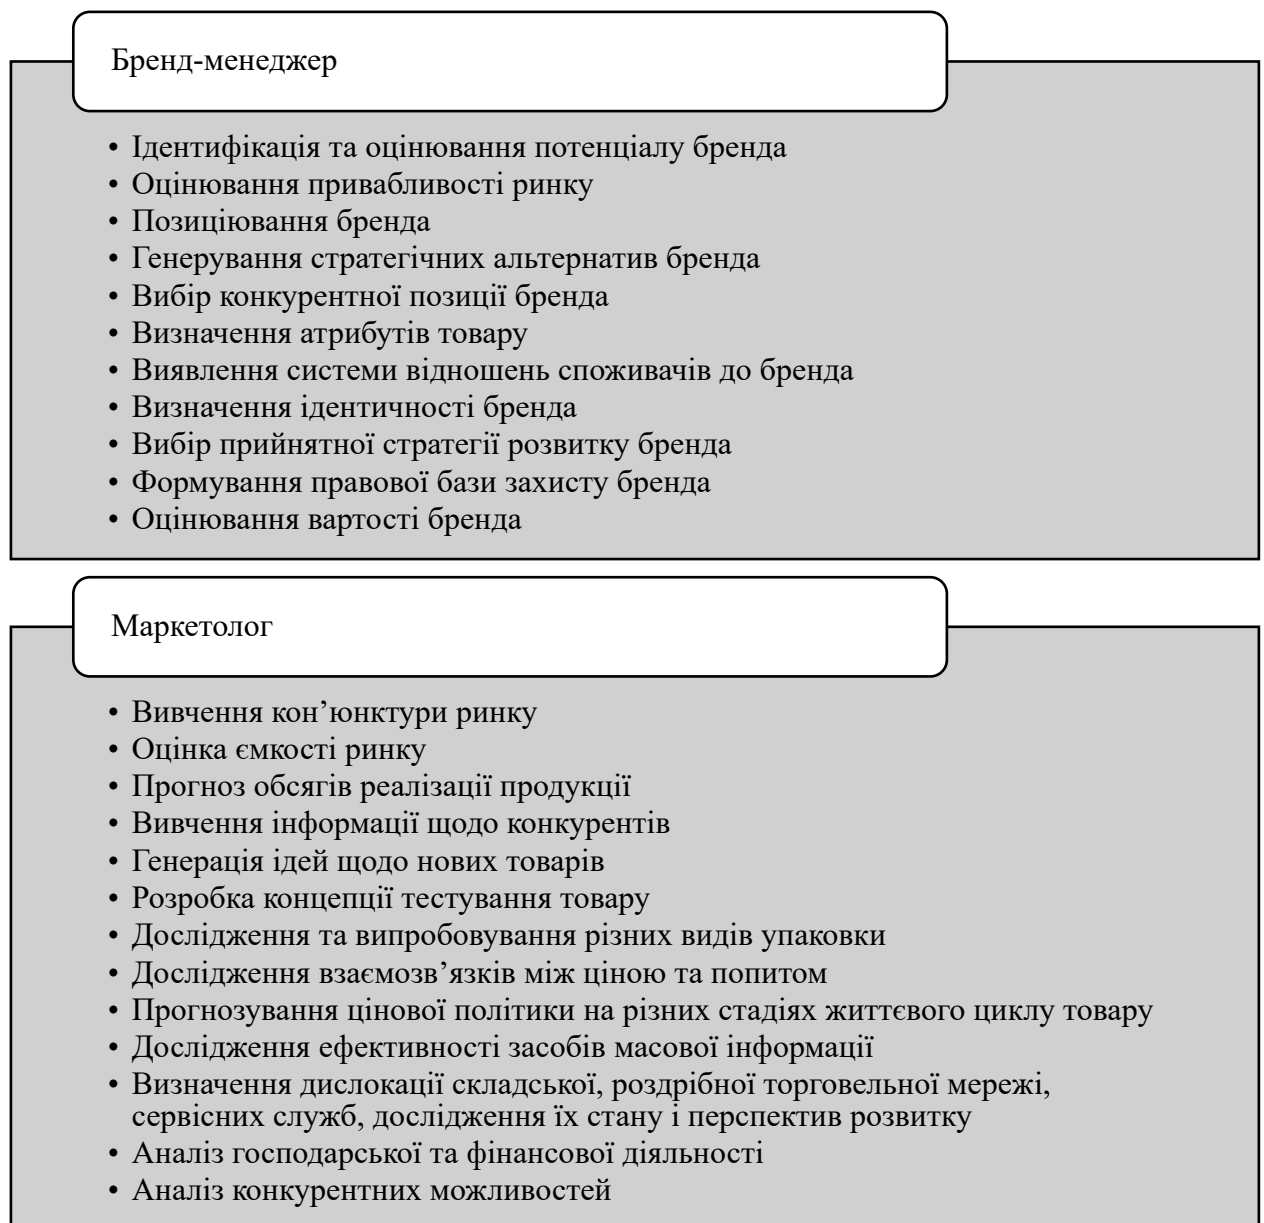 Бренд-менеджер
• Ідентифікація та оцінювання потенціалу бренда
• Оцінювання привабливості ринку
• Позиціювання бренда
• Генерування стратегічних альтернатив бренда
• Вибір конкурентної позиції бренда
• Визначення атрибутів товару
• Виявлення системи відношень споживачів до бренда
• Визначення ідентичності бренда
• Вибір прийнятної стратегії розвитку бренда
• Формування правової бази захисту бренда
• Оцінювання вартості бренда
Маркетолог
• Вивчення кон’юнктури ринку
• Оцінка ємкості ринку
• Прогноз обсягів реалізації продукції
• Вивчення інформації щодо конкурентів
• Генерація ідей щодо нових товарів
• Розробка концепції тестування товару
• Дослідження та випробовування різних видів упаковки
• Дослідження взаємозв’язків між ціною та попитом
• Прогнозування цінової політики на різних стадіях життєвого циклу товару
• Дослідження ефективності засобів масової інформації
• Визначення дислокації складської, роздрібної торговельної мережі,
сервісних служб, дослідження їх стану і перспектив розвитку
• Аналіз господарської та фінансової діяльності
• Аналіз конкурентних можливостей